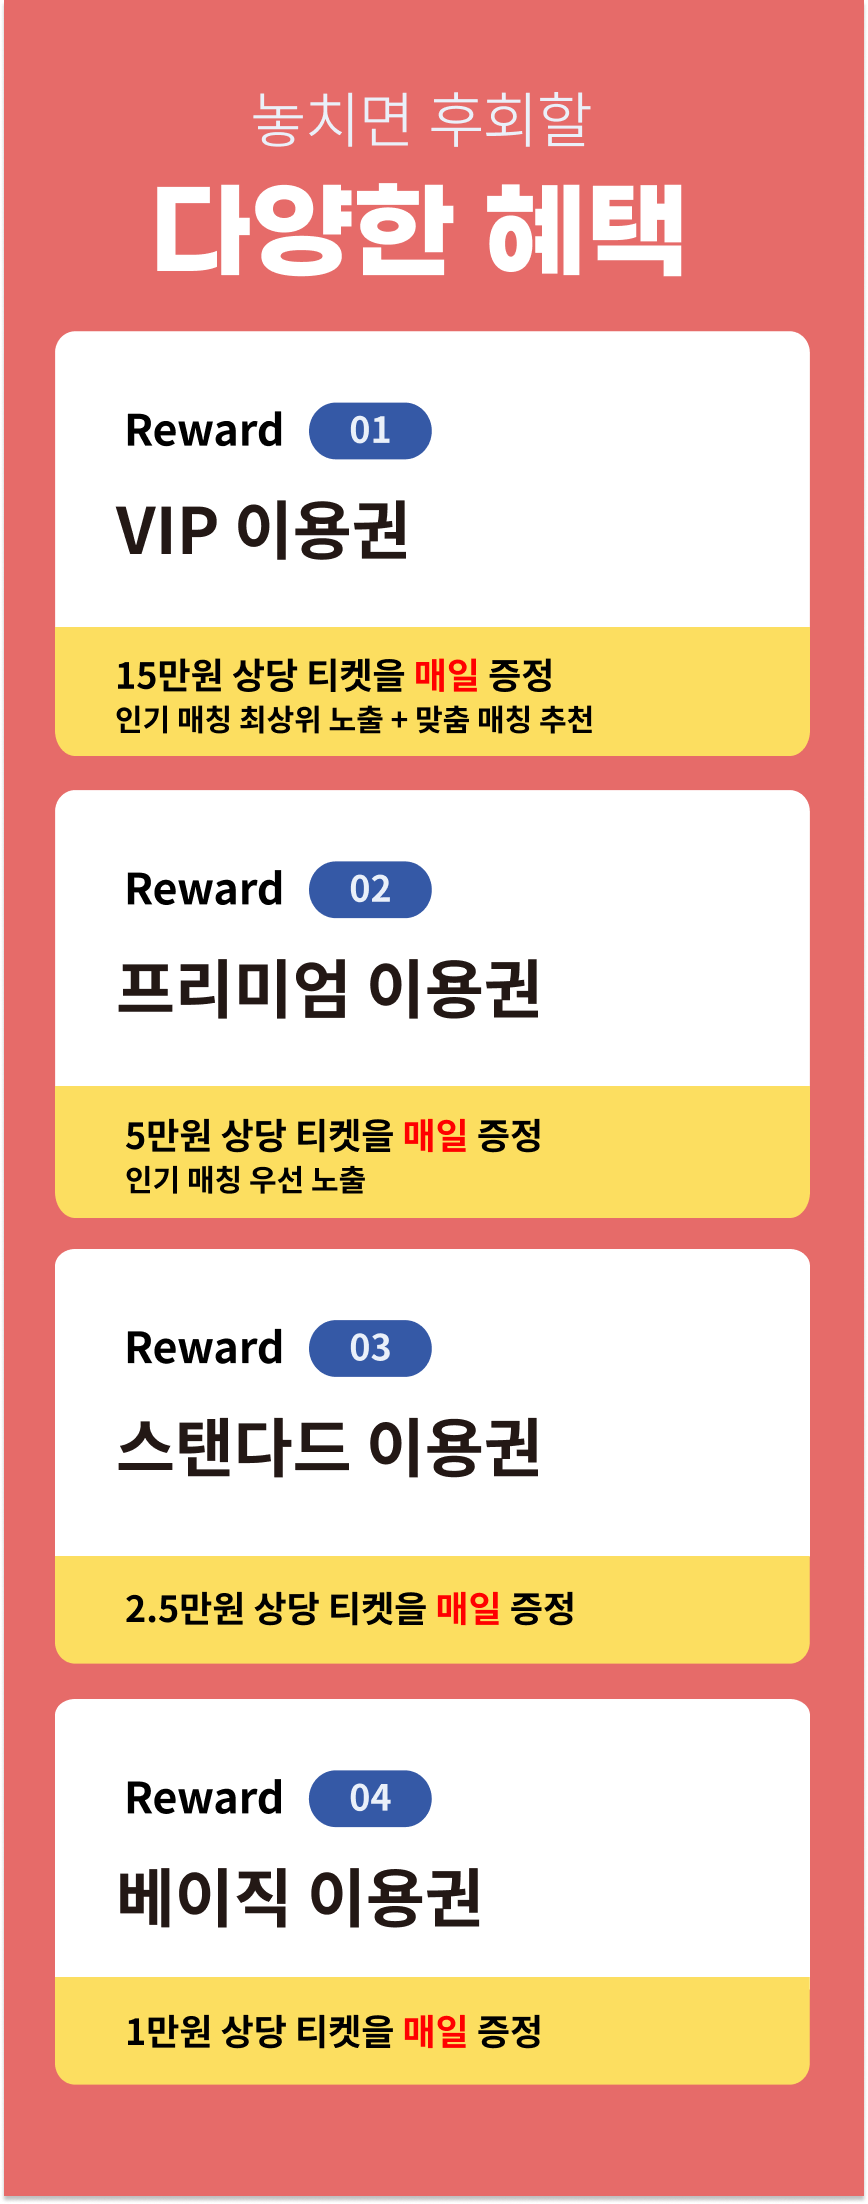 놓치면 후회할
다양한 혜택
Reward 01
VIP 이용권
15만원 상당 티켓을 매일 증정
인기 매칭 최상위 노출 + 맞춤 매칭 추천
Reward 02
프리미엄 이용권
5만원 상당 티켓을 매일 증정
인기 매칭 우선 노출
Reward 03
스탠다드 이용권
2.5만원 상당 티켓을 매일 증정
Reward 04
베이직 이용권
1만원 상당 티켓을 매일 증정